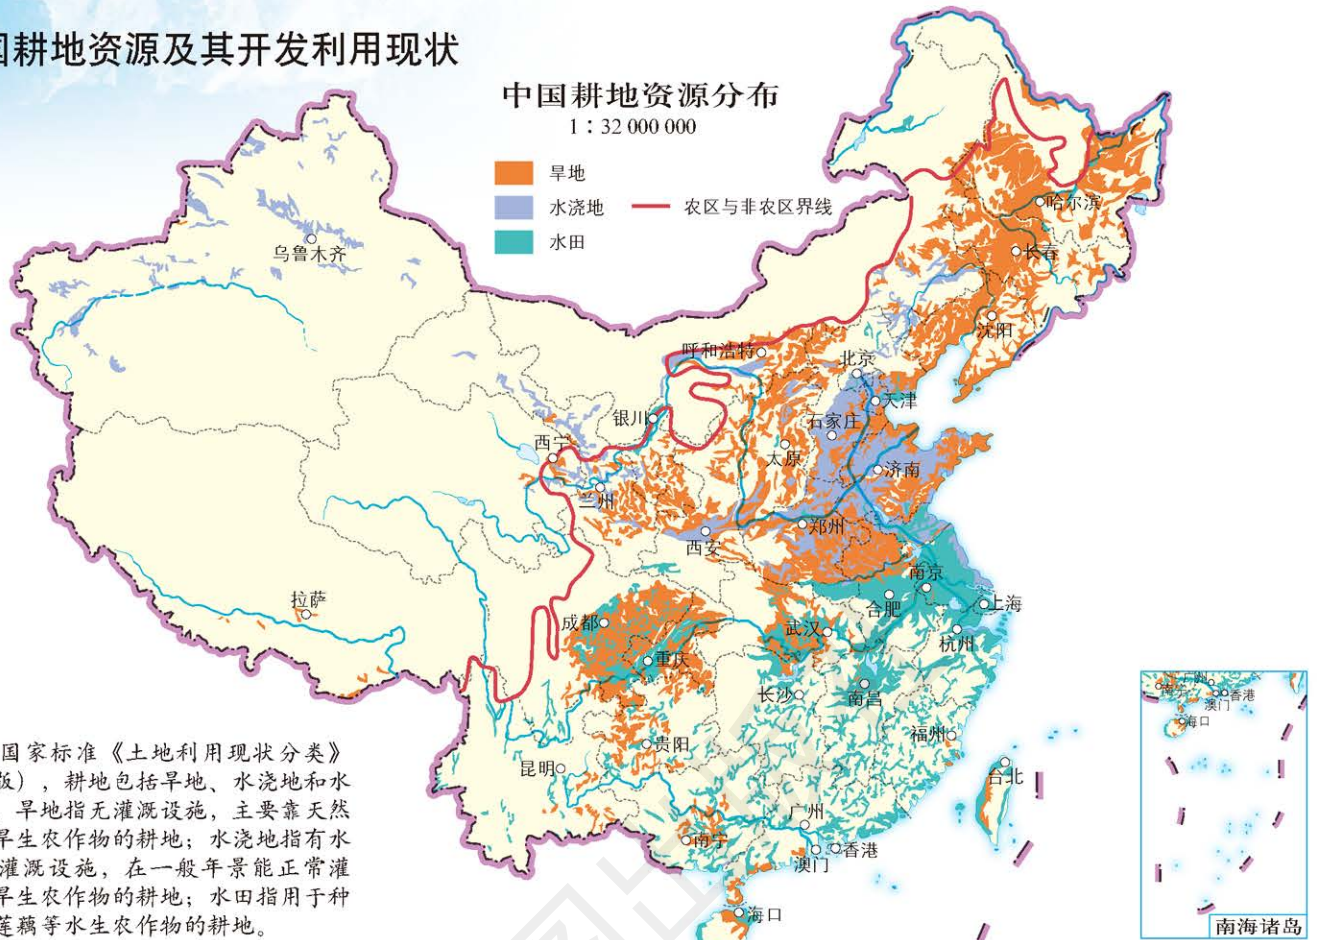 国耕地资源及其开发利用现状
中国耕地资源分布
1∶32 000 000
旱地
水浇地
农区与非农区界线
水田
哈尔滨
乌鲁木齐
长春
沈阳
呼和浩特
北京
天津
银川
石家庄
西宁
太原
济南
兰州
郑州
西安
南京
拉萨
合肥
上海
成都
武汉
杭州
重庆
长沙
南昌
福州
贵阳
昆明
台北
广州
南宁
香港
澳门
海口
国家标准《土地利用现状分类》
版），耕地包括旱地、水浇地和水
旱地指无灌溉设施，主要靠天然
旱生农作物的耕地；水浇地指有水
灌溉设施，在一般年景能正常灌
旱生农作物的耕地；水田指用于种
莲藕等水生农作物的耕地。
广州
南宁
香港
澳门
海口
南海诸岛